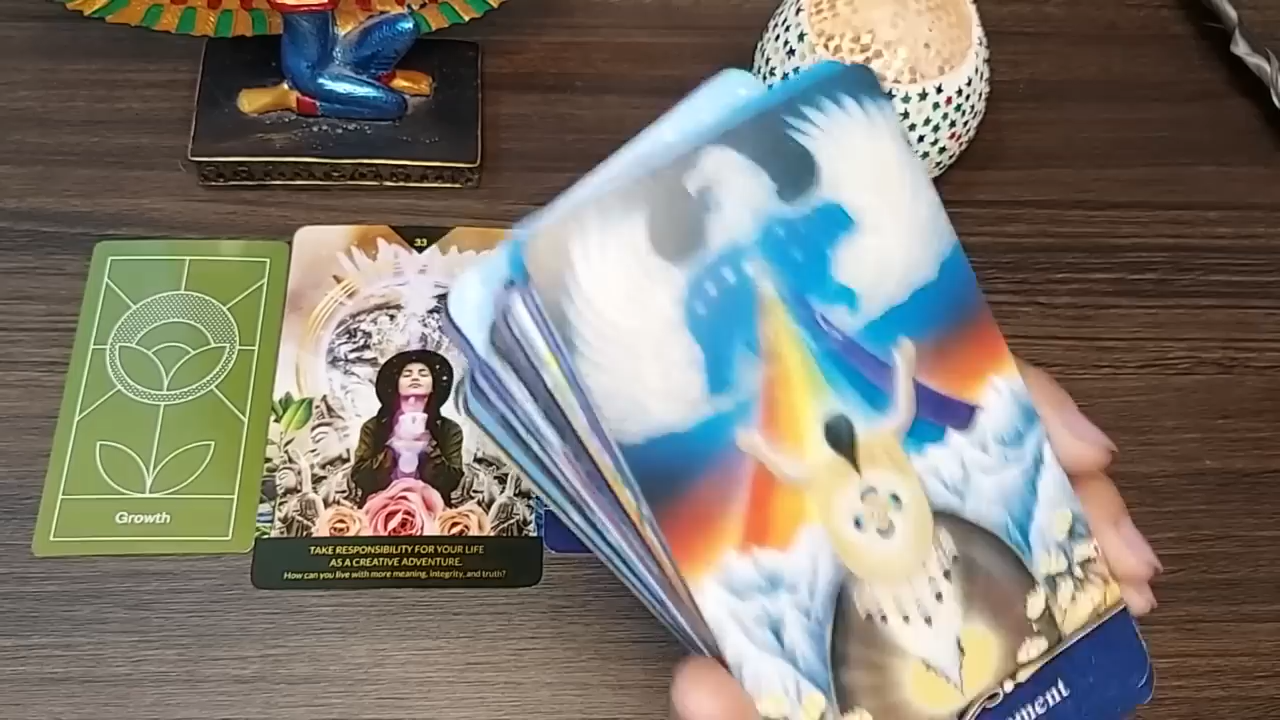 33
Growth
TAKE RESPONSIBILITY FOR YOUR LIFE
AS A CREATIVE ADVENTURE.
How can you live with more meaning, integrity, and truth?